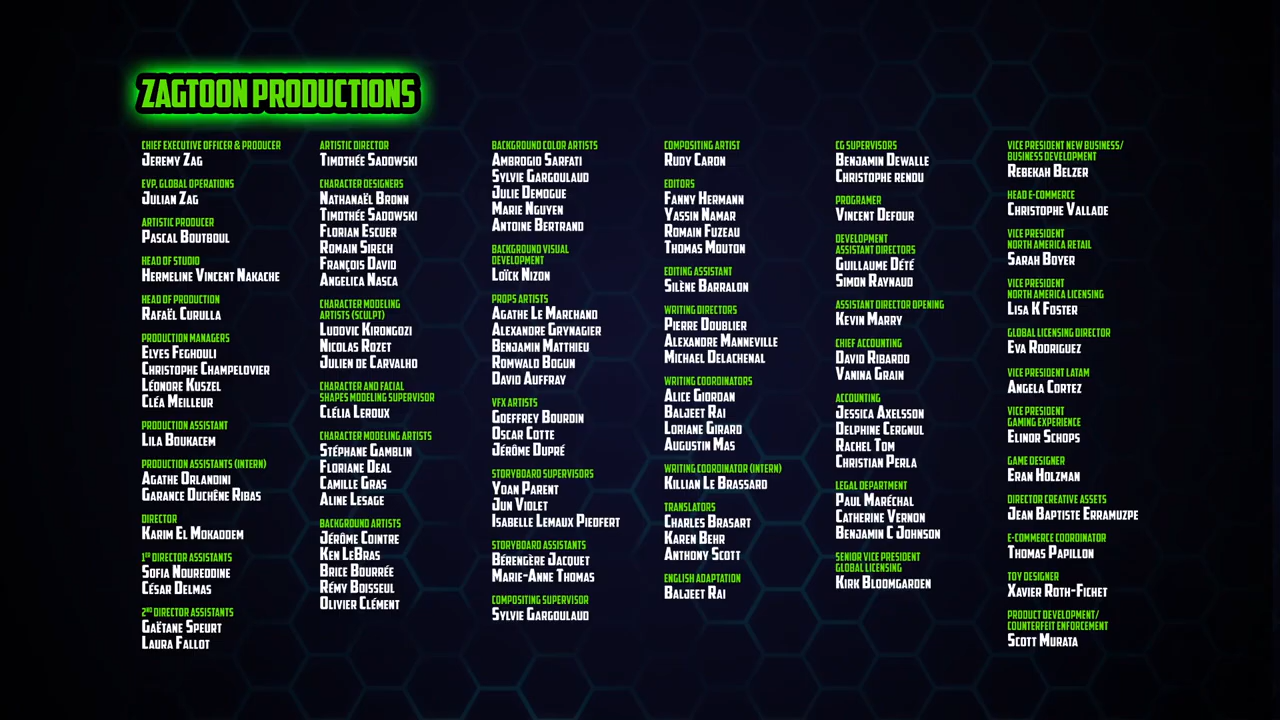 ZAGTOON PRODUCTIONS
CHIEF EXECUTIVE OFFICER & PRODUCER
JEREMY ZAG
EVP, GLOBAL OPERATIONS
JULIAN ZAG
ARTISTIC PRODUCER
PASCAL BOUTBOUL
HEAD OF STUDIO
HERMELINE VINCENT NAKACHE
HEAD OF PRODUCTION
RAFAËL CURULLA
PRODUCTION MANAGERS
ELYES FEGHOULI
CHRISTOPHE CHAMPELOVIER
LÉONORE KUSZEL
CLÉA MEILLEUR
PRODUCTION ASSISTANT
LILA BOUKACEM
PRODUCTION ASSISTANTS (INTERN)
AGATHE ORLANDINI
GARANCE DUCHÊNE RIBAS
DIRECTOR
KARIM EL MOKADDEM
1ER DIRECTOR ASSISTANTS
SOFIA NOUREDDINE
CÉSAR DELMAS
2ND DIRECTOR ASSISTANTS
GAËTANE SPEURT
LAURA FALLOT
ARTISTIC DIRECTOR
TIMOTHÉE SADOWSKI
CHARACTER DESIGNERS
NATHANAËL BRONN
TIMOTHÉE SADOWSKI
FLORIAN ESCUER
ROMAIN SIRECH
FRANÇOIS DAVID
ANGELICA NASCA
CHARACTER MODELING
ARTISTS (SCULPT)
LUDOVIC KIRONGOZI
NICOLAS ROZET
JULIEN DE CARVALHO
CHARACTER AND FACIAL
SHAPES MODELING SUPERVISOR
CLÉLIA LEROUX
CHARACTER MODELING ARTISTS
STÉPHANE GAMBLIN
FLORIANE DEAL
CAMILLE GRAS
ALINE LESAGE
BACKGROUND ARTISTS
JÉRÔME COINTRE
KEN LEBRAS
BRICE BOURRÉE
RÉMY BOISSEUL
OLIVIER CLÉMENT
BACKGROUND COLOR ARTISTS
AMBROGIO SARFATI
SYLVIE GARGOULAUD
JULIE DEMOGUE
MARIE NGUYEN
ANTOINE BERTRAND
BACKGROUND VISUAL
DEVELOPMENT
LOÏCK NIZON
PROPS ARTISTS
AGATHE LE MARCHAND
ALEXANDRE GRYNAGIER
BENJAMIN MATTHIEU
ROMWALD BOGUN
DAVID AUFFRAY
VFX ARTISTS
GOEFFREY BOURDIN
OSCAR COTTE
JÉRÔME DUPRÉ
STORYBOARD SUPERVISORS
YOAN PARENT
JUN VIOLET
ISABELLE LEMAUX PIEDFERT
STORYBOARD ASSISTANTS
BÉRENGÈRE JACQUET
MARIE-ANNE THOMAS
COMPOSITING SUPERVISOR
SYLVIE GARGOULAUD
COMPOSITING ARTIST
RUDY CARON
EDITORS
FANNY HERMANN
YASSIN NAMAR
ROMAIN FUZEAU
THOMAS MOUTON
EDITING ASSISTANT
SILÈNE BARRALON
WRITING DIRECTORS
PIERRE DOUBLIER
ALEXANDRE MANNEVILLE
MICHAEL DELACHENAL
WRITING COORDINATORS
ALICE GIORDAN
BALJEET RAI
LORIANE GIRARD
AUGUSTIN MAS
WRITING COORDINATOR (INTERN)
KILLIAN LE BRASSARD
TRANSLATORS
CHARLES BRASART
KAREN BEHR
ANTHONY SCOTT
ENGLISH ADAPTATION
BALJEET RAI
CG SUPERVISORS
BENJAMIN DEWALLE
CHRISTOPHE RENDU
PROGRAMER
VINCENT DEFOUR
DEVELOPMENT
ASSISTANT DIRECTORS
GUILLAUME DÉTÉ
SIMON RAYNAUD
ASSISTANT DIRECTOR OPENING
KEVIN MARRY
CHIEF ACCOUNTING
DAVID RIBARDO
VANINA GRAIN
ACCOUNTING
JESSICA AXELSSON
DELPHINE CERGNUL
RACHEL TOM
CHRISTIAN PERLA
LEGAL DEPARTMENT
PAUL MARÉCHAL
CATHERINE VERNON
BENJAMIN C JOHNSON
SENIOR VICE PRESIDENT
GLOBAL LICENSING
KIRK BLOOMGARDEN
VICE PRESIDENT NEW BUSINESS/
BUSINESS DEVELOPMENT
REBEKAH BELZER
HEAD E-COMMERCE
CHRISTOPHE VALLADE
VICE PRESIDENT
NORTH AMERICA RETAIL
SARAH BOYER
VICE PRESIDENT
NORTH AMERICA LICENSING
LISA K FOSTER
GLOBAL LICENSING DIRECTOR
EVA RODRIGUEZ
VICE PRESIDENT LATAM
ANGELA CORTEZ
VICE PRESIDENT
GAMING EXPERIENCE
ELINOR SCHOPS
GAME DESIGNER
ERAN HOLZMAN
DIRECTOR CREATIVE ASSETS
JEAN BAPTISTE ERRAMUZPE
E-COMMERCE COORDINATOR
THOMAS PAPILLON
TOY DESIGNER
XAVIER ROTH-FICHET
PRODUCT DEVELOPMENT/
COUNTERFEIT ENFORCEMENT
SCOTT MURATA